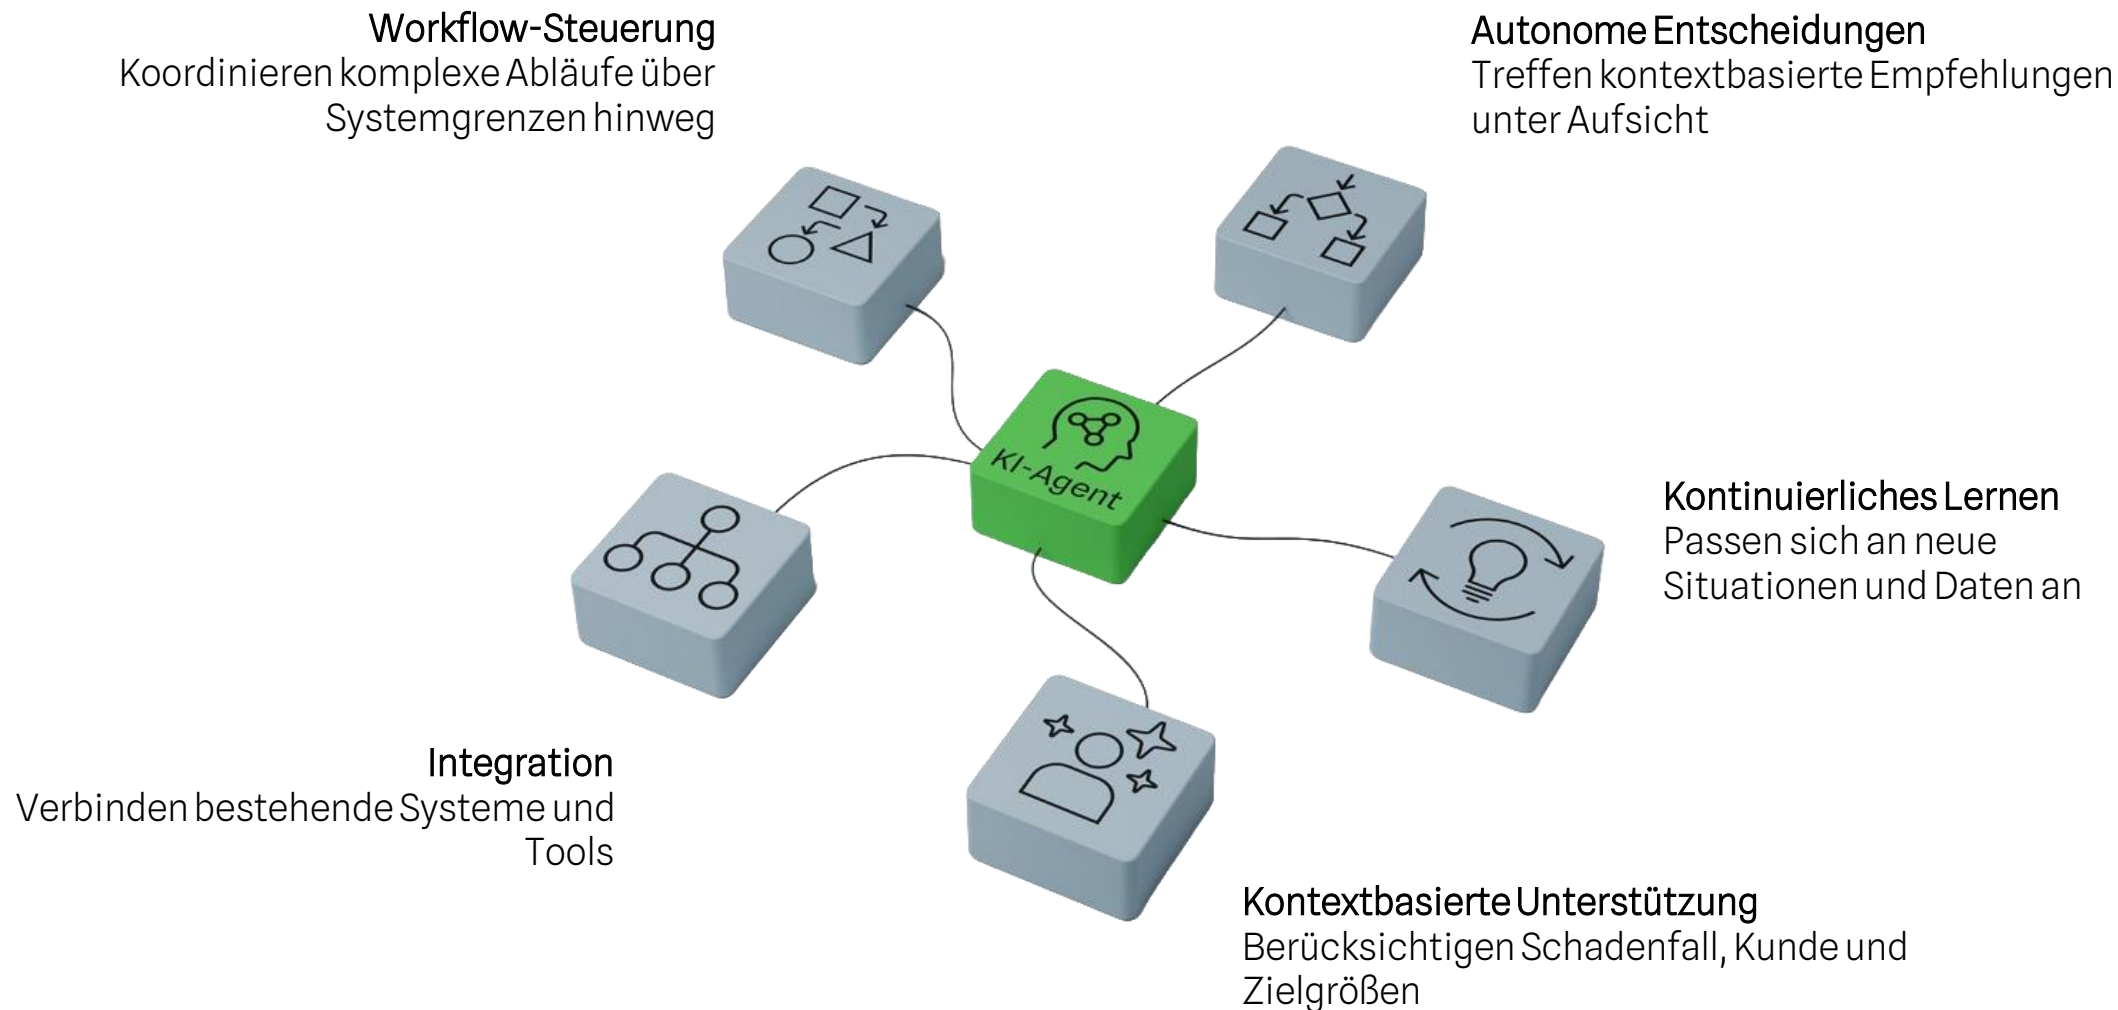 Workflow-Steuerung
Koordinieren komplexe Abläufe über
Systemgrenzen hinweg
Autonome Entscheidungen
Treffen kontextbasierte Empfehlungen
unter Aufsicht
KI-Agent
Kontinuierliches Lernen
Passen sich an neue
Situationen und Daten an
Integration
Verbinden bestehende Systeme und
Tools
Kontextbasierte Unterstützung
Berücksichtigen Schadenfall, Kunde und
Zielgrößen